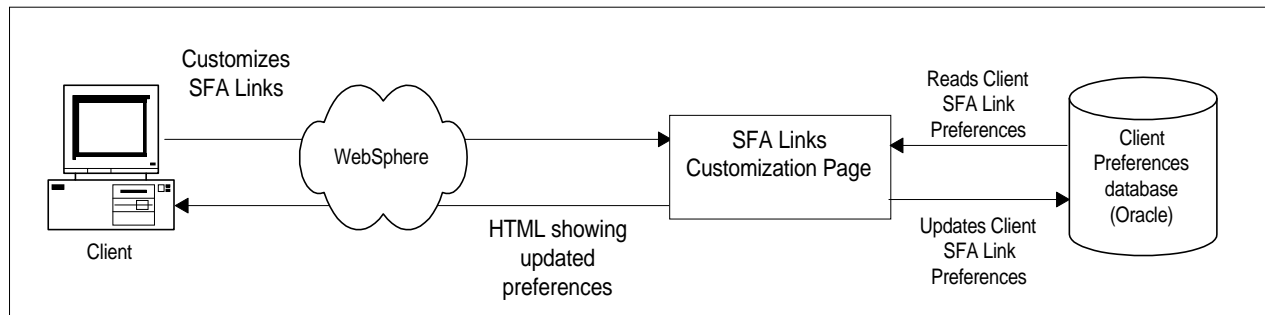 Customizes
SFA Links
Client
WebSphere
HTML showing
updated
preferences
SFA Links
Customization Page
Reads Client
SFA Link
Preferences
Updates Client
SFA Link
Preferences
Client
Preferences
database
(Oracle)